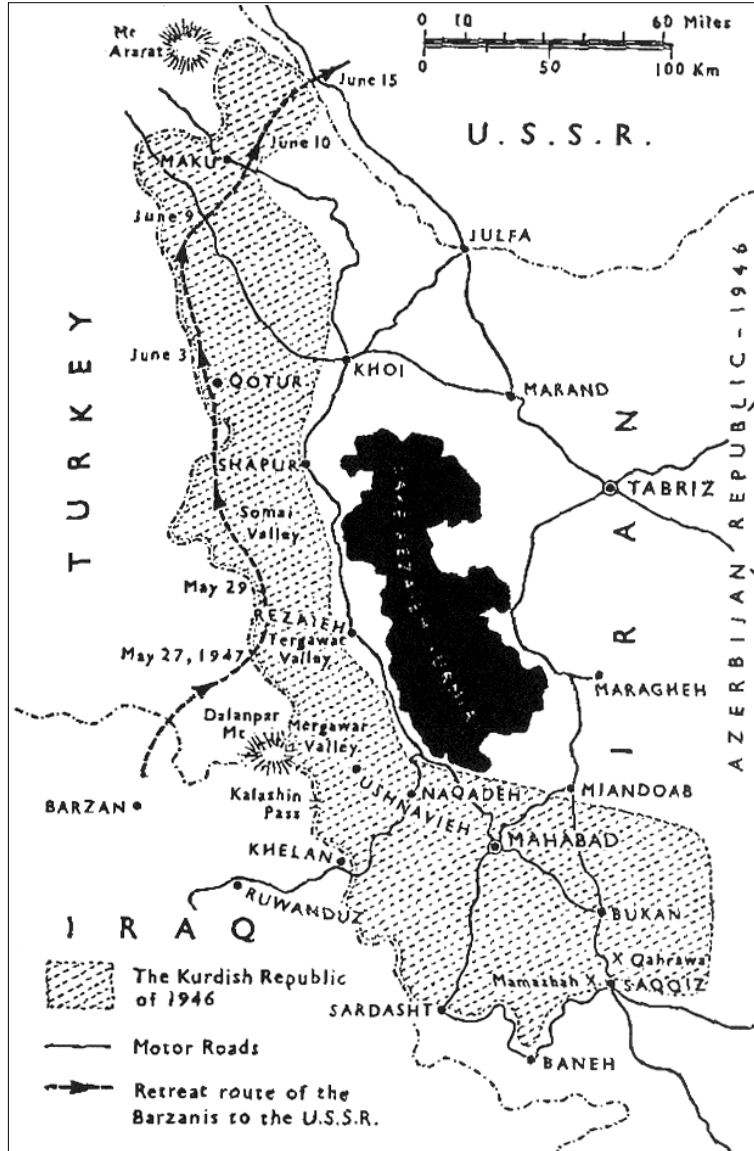 0 10 60 Miles
0 50 100 Km
Mt
Ararat
June 15
U.S.S.R.
June 10
MAKU
June 9
JULFA
TURKEY
June 3
QOTUR
KHOI
MARAND
AZERBIJAN REPUBLIC-1946
IRAN
SHAPUR
TABRIZ
Somai
Valley
May 29
REZAIEH
Tergawar
Valley
May 27, 1947
MARAGHEH
Dalanpar
Mt
Mergawar
Valley
BARZAN
Kalashin
Pass
USHNAVIEH
NAQADEH
MIANDOAB
MAHABAD
KHELAN
RUWANDUZ
BUKAN
IRAQ
X Qahrawa
Mamashah X
SAQQIZ
SARDASHT
BANEH
The Kurdish Republic
of 1946
Motor Roads
Retreat route of the
Barzanis to the U.S.S.R.